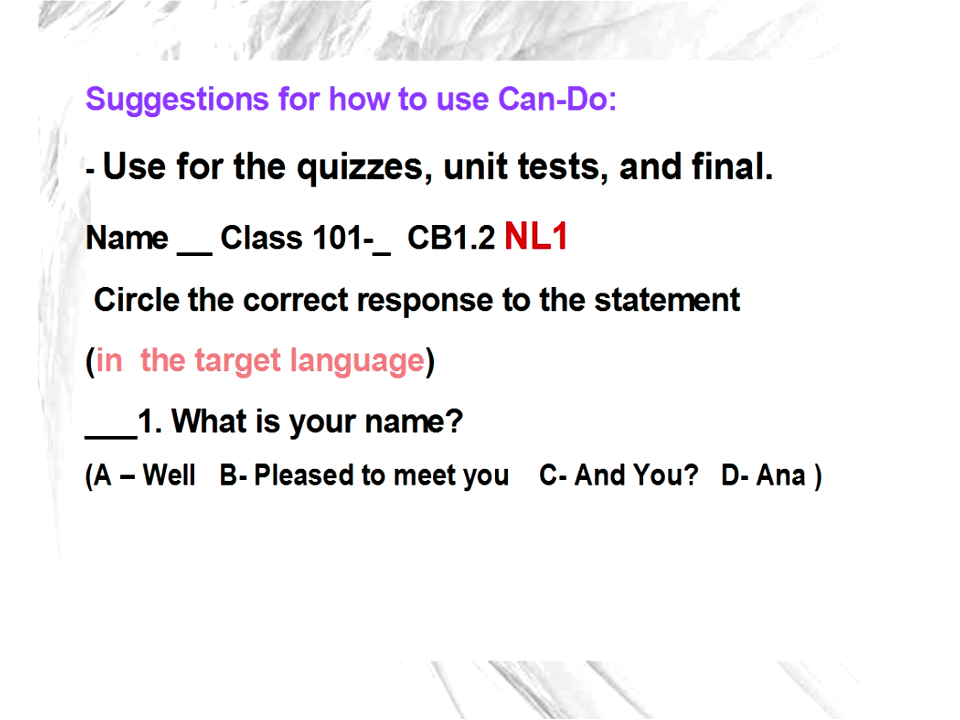 Suggestions for how to use Can-Do:
- Use for the quizzes, unit tests, and final.
Name __ Class 101-_ CB1.2 NL1
Circle the correct response to the statement
(in the target language)
___1. What is your name?
(A – Well B- Pleased to meet you C- And You? D- Ana )